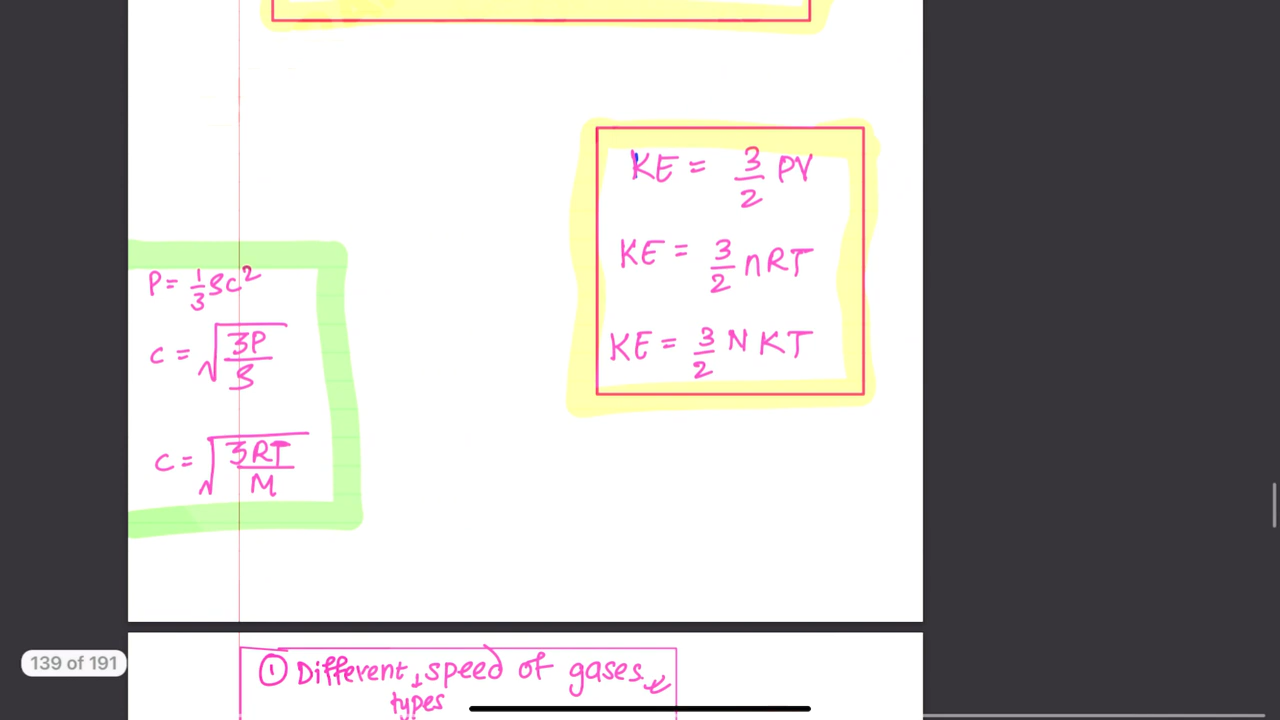 KE = 3/2 PV
KE = 3/2 nRT
KE = 3/2 N KT
P = 1/3 ρc²
c = √(3P/ρ)
c = √(3RT/M)
139 of 191
① Different speed of gases
types